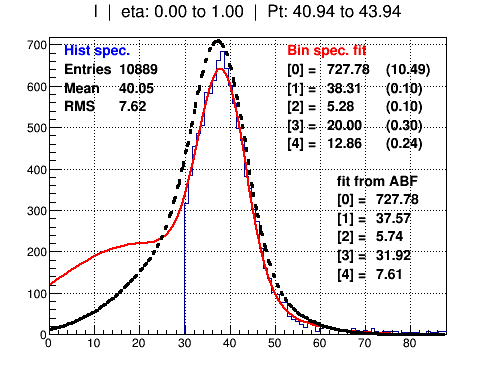 I | eta: 0.00 to 1.00 | Pt: 40.94 to 43.94
Hist spec.
Entries 10889
Mean 40.05
RMS 7.62
Bin spec. fit
[0] = 727.78 (10.49)
[1] = 38.31 (0.10)
[2] = 5.28 (0.10)
[3] = 20.00 (0.30)
[4] = 12.86 (0.24)
fit from ABF
[0] = 727.78
[1] = 37.57
[2] = 5.74
[3] = 31.92
[4] = 7.61
700
600
500
400
300
200
100
0
0 10 20 30 40 50 60 70 80